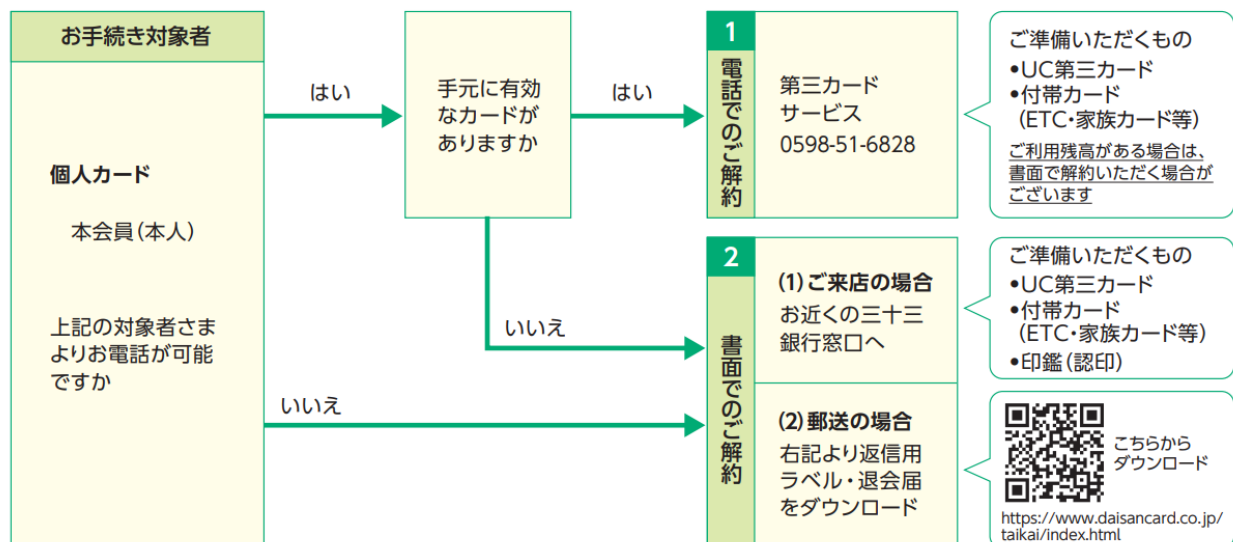 お手続き対象者
個人カード
本会員(本人)
上記の対象者さま
よりお電話が可能
ですか
はい
手元に有効
なカードが
ありますか
はい
いいえ
いいえ
1
電話でのご解約
第三カード
サービス
0598-51-6828
ご準備いただくもの
•UC第三カード
•付帯カード
(ETC・家族カード等)
ご利用残高がある場合は、
書面で解約いただく場合が
ございます
2
書面でのご解約
(1)ご来店の場合
お近くの三十三
銀行窓口へ
ご準備いただくもの
•UC第三カード
•付帯カード
(ETC・家族カード等)
•印鑑(認印)
(2)郵送の場合
右記より返信用
ラベル・退会届
をダウンロード
こちらから
ダウンロード
https://www.daisancard.co.jp/
taikai/index.html